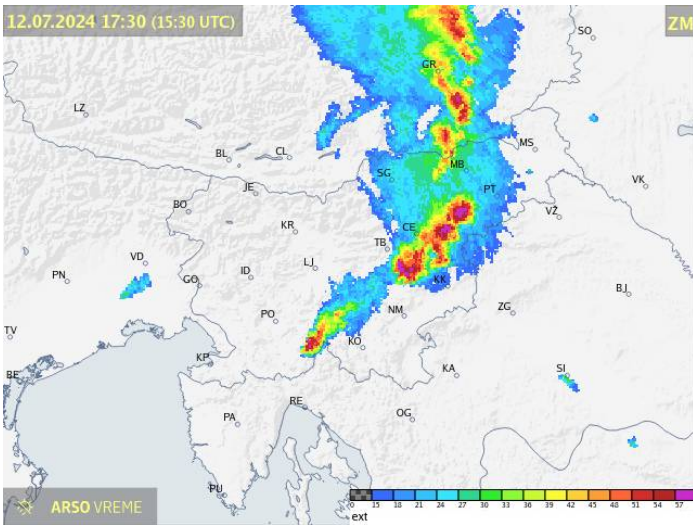 12.07.2024 17:30 (15:30 UTC)
ZM
SO
GR
LZ
MS
BL
CL
MB
SG
VK
JE
PT
BO
VŽ
KR
CE
TB
VD
LJ
PN
ID
GO
KK
BJ
NM
ZG
PO
TV
KO
KP
BE
KA
SI
RE
PA
OG
PU
ARSO VREME
0 15 18 21 24 27 30 33 36 39 42 45 48 51 54 57
ext